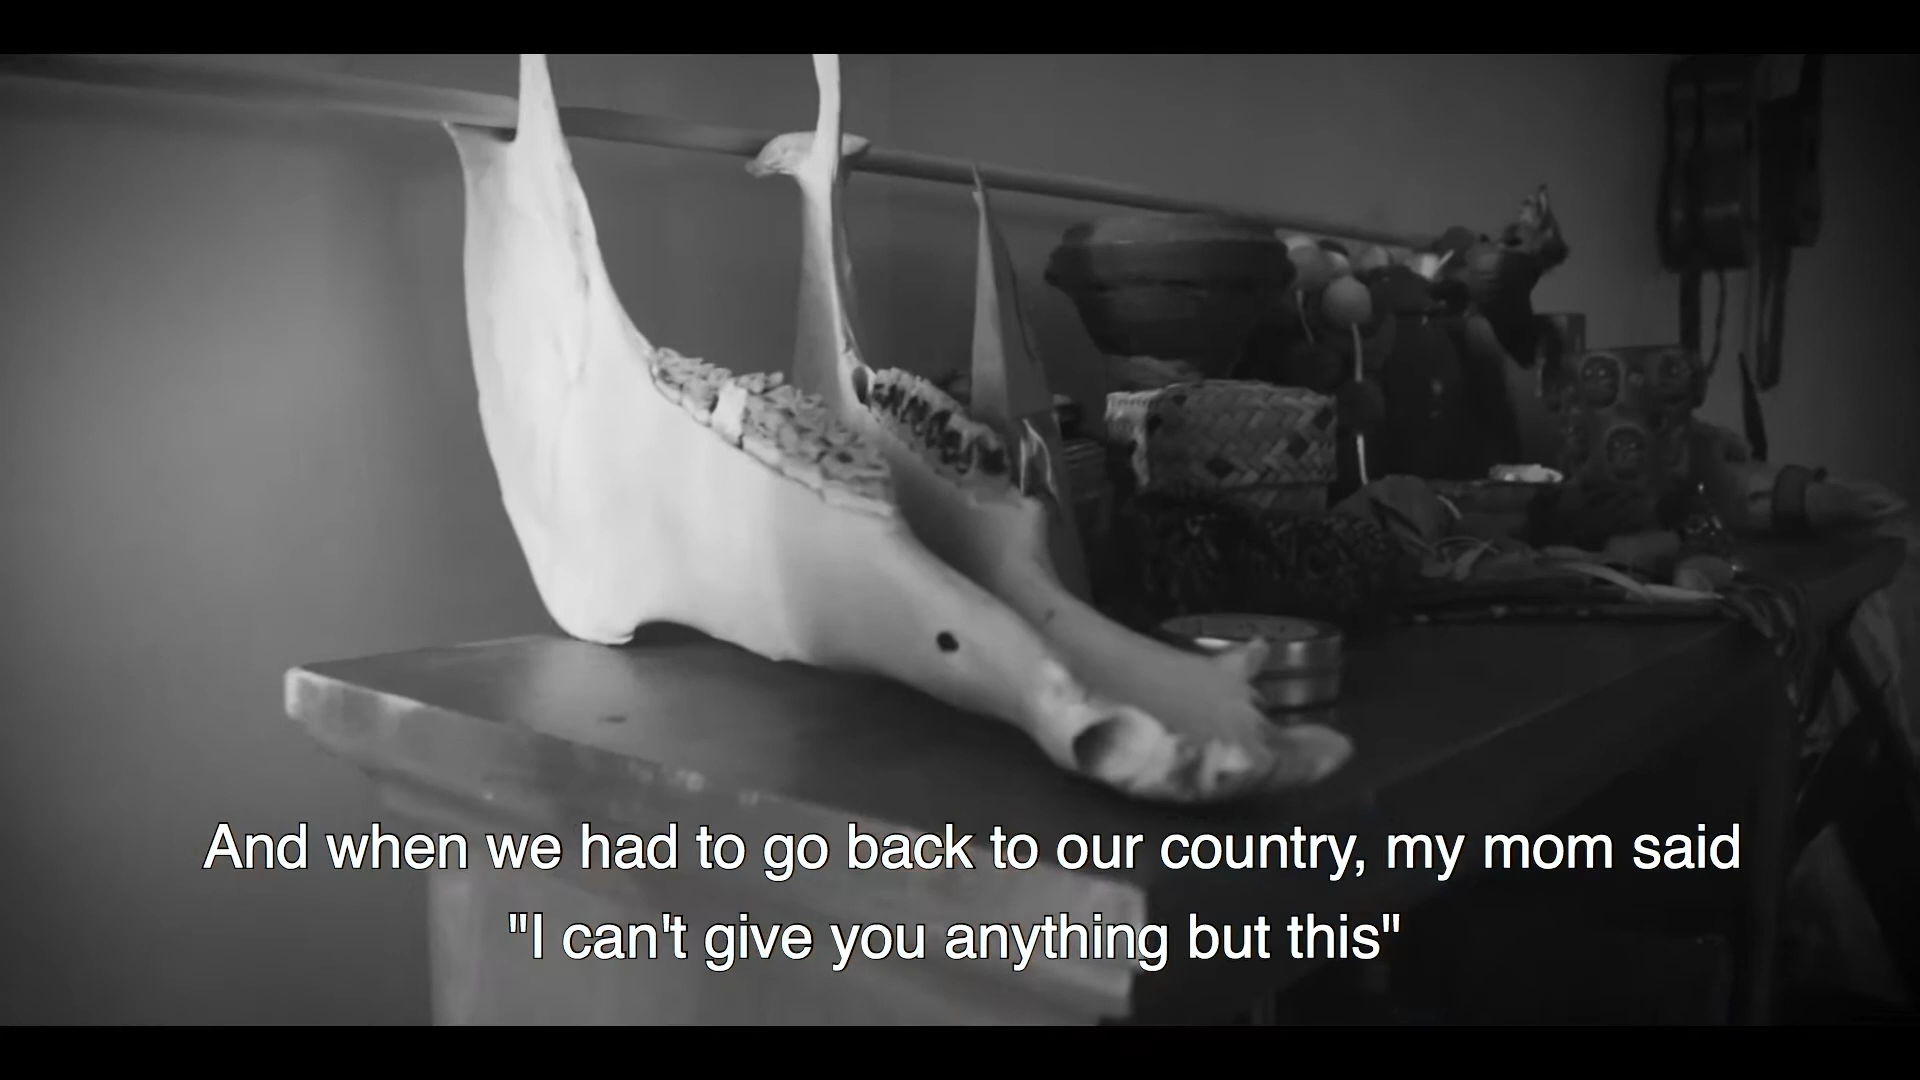 And when we had to go back to our country, my mom said
"I can't give you anything but this"